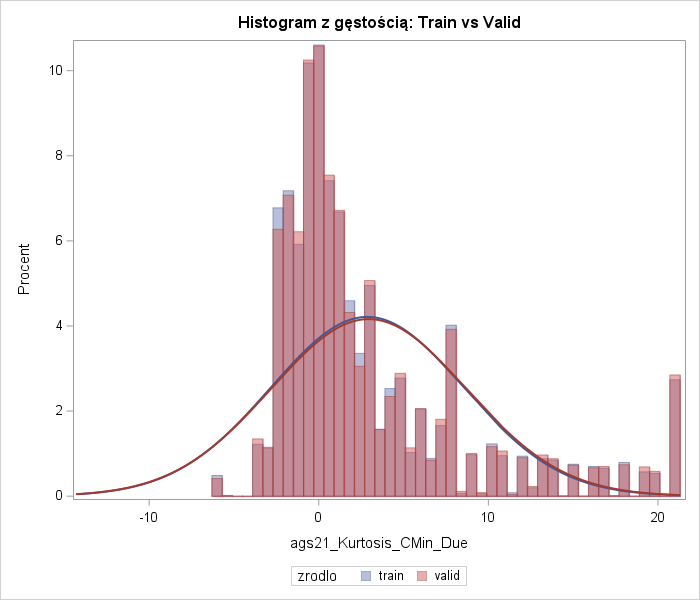 Histogram z gęstością: Train vs Valid
Procent
10
8
6
4
2
0
-10
0
10
20
ags21_Kurtosis_CMin_Due
zrodlo train valid